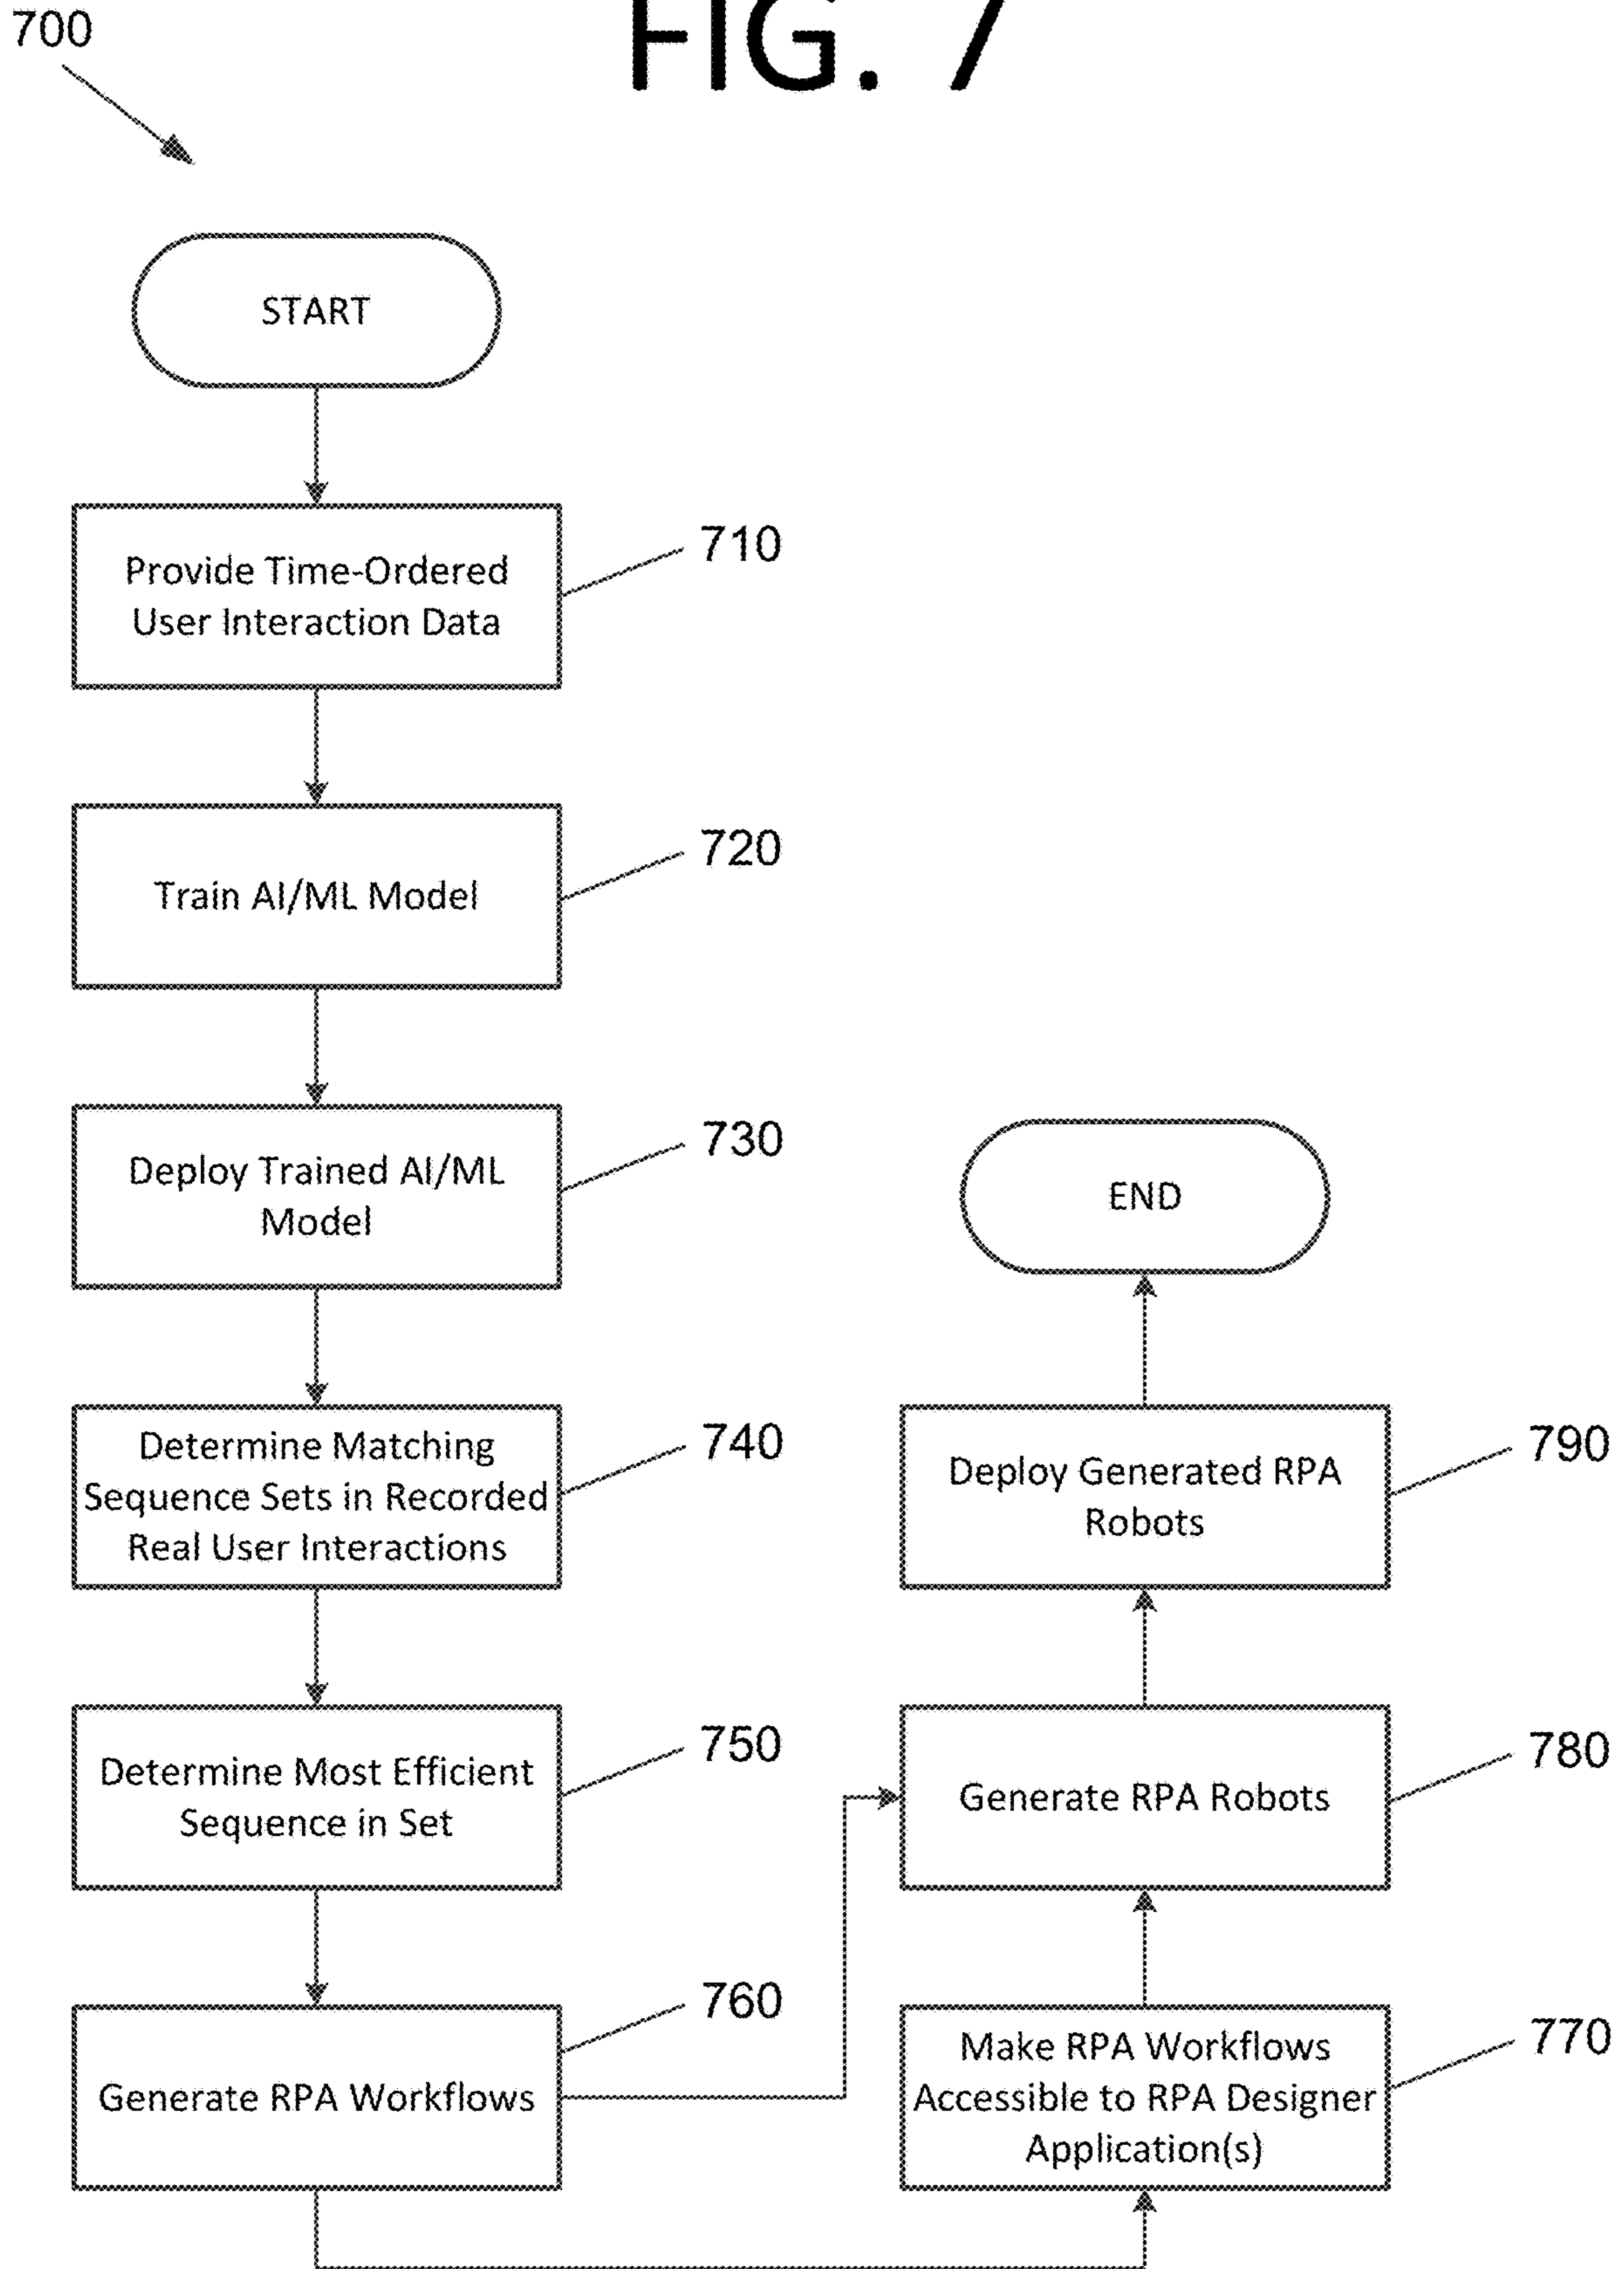 700
FIG. 7
START
Provide Time-Ordered
User Interaction Data
710
Train AI/ML Model
720
Deploy Trained AI/ML
Model
730
Determine Matching
Sequence Sets in Recorded
Real User Interactions
740
Determine Most Efficient
Sequence in Set
750
Generate RPA Workflows
760
Make RPA Workflows
Accessible to RPA Designer
Application(s)
770
Generate RPA Robots
780
Deploy Generated RPA
Robots
790
END